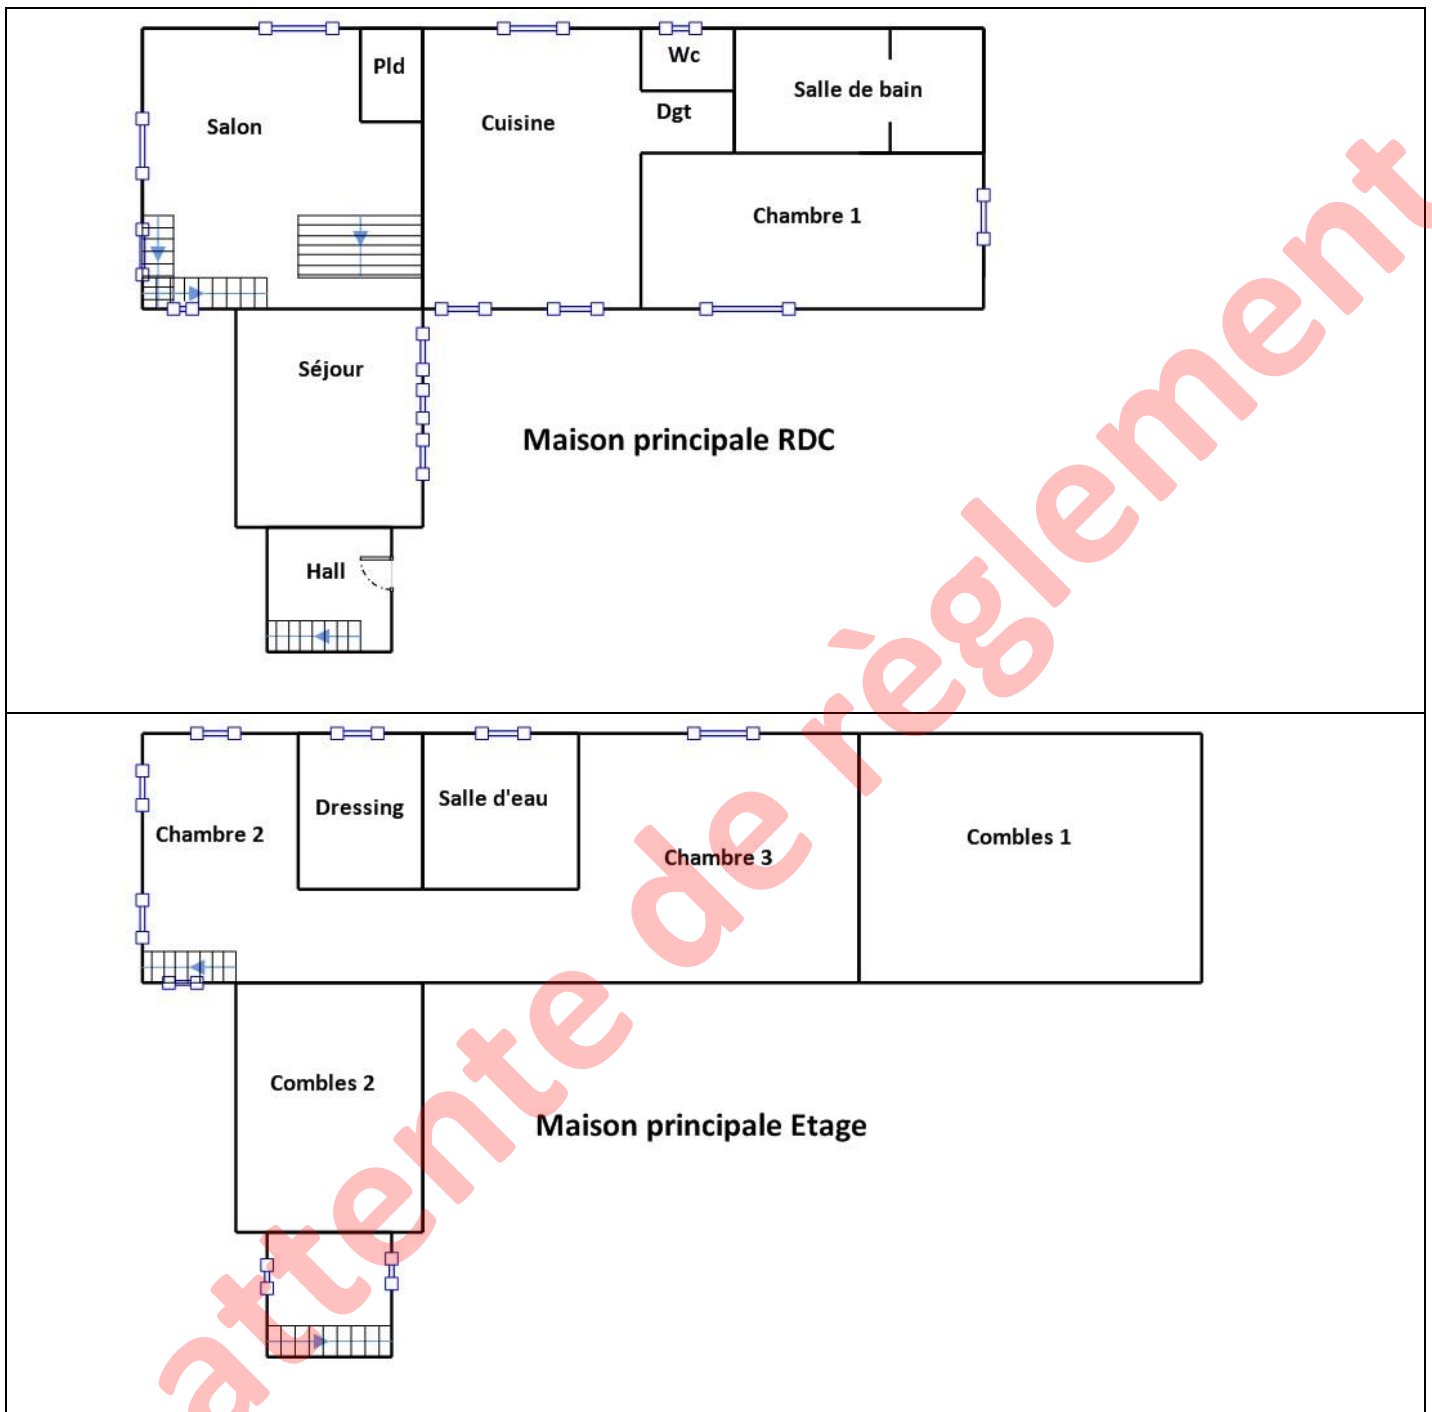 Pld
Wc
Salle de bain
Salon
Cuisine
Dgt
Chambre 1
Séjour
Maison principale RDC
Hall
Chambre 2
Dressing
Salle d'eau
Chambre 3
Combles 1
Combles 2
Maison principale Etage
attente de règlement